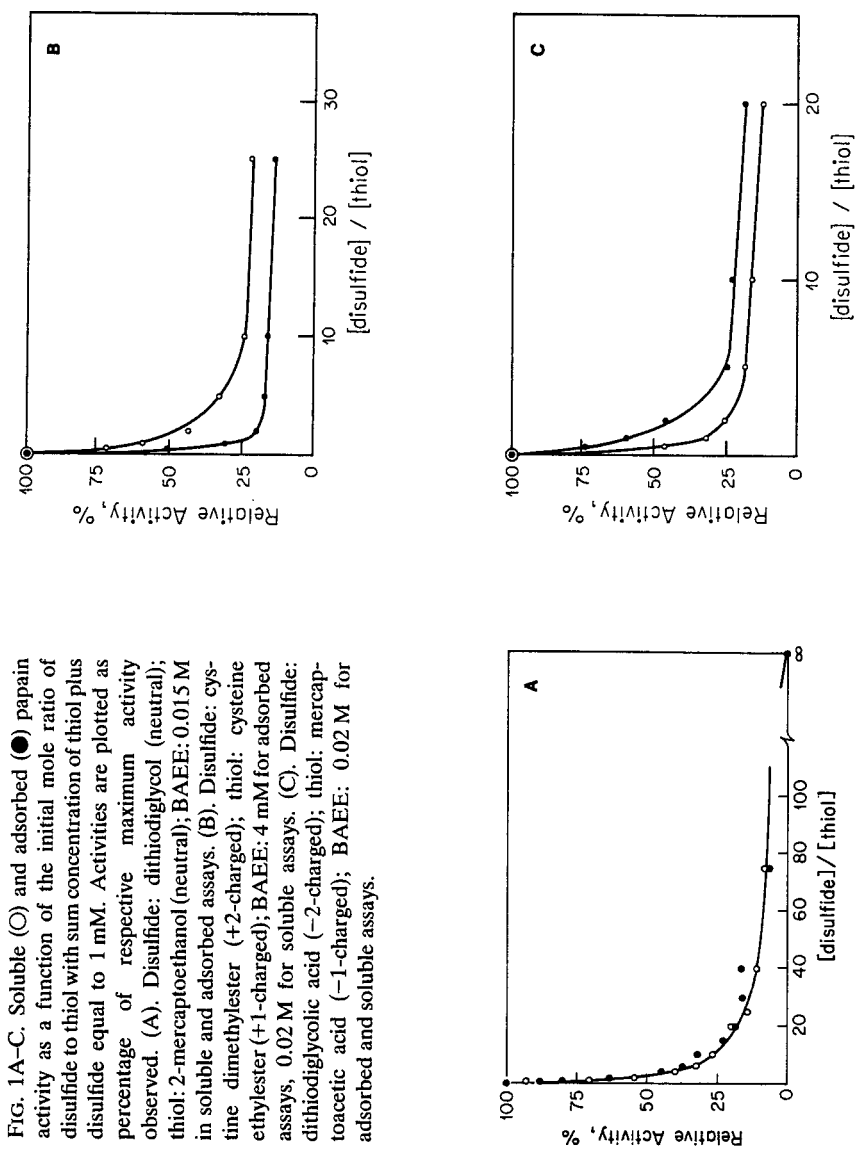 FIG. 1A–C. Soluble (○) and adsorbed (●) papain
activity as a function of the initial mole ratio of
disulfide to thiol with sum concentration of thiol plus
disulfide equal to 1 mM. Activities are plotted as
percentage of respective maximum activity
observed. (A). Disulfide: dithiodiglycol (neutral);
thiol: 2-mercaptoethanol (neutral); BAEE: 0.015 M
in soluble and adsorbed assays. (B). Disulfide: cys-
tine dimethylester (+2-charged); thiol: cysteine
ethylester (+1-charged); BAEE: 4 mM for adsorbed
assays, 0.02 M for soluble assays. (C). Disulfide:
dithiodiglycolic acid (−2-charged); thiol: mercap-
toacetic acid (−1-charged); BAEE: 0.02 M for
adsorbed and soluble assays.
A
Relative Activity, %
100
75
50
25
0
20
40
60
80
100
8
[disulfide] / [thiol]
B
Relative Activity, %
100
75
50
25
0
10
20
30
[disulfide] / [thiol]
C
Relative Activity, %
100
75
50
25
0
10
20
[disulfide] / [thiol]